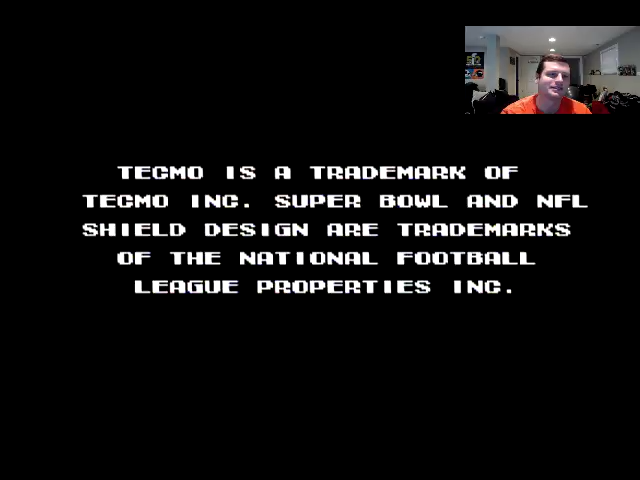 TECMO IS A TRADEMARK OF
TECMO INC. SUPER BOWL AND NFL
SHIELD DESIGN ARE TRADEMARKS
OF THE NATIONAL FOOTBALL
LEAGUE PROPERTIES INC.